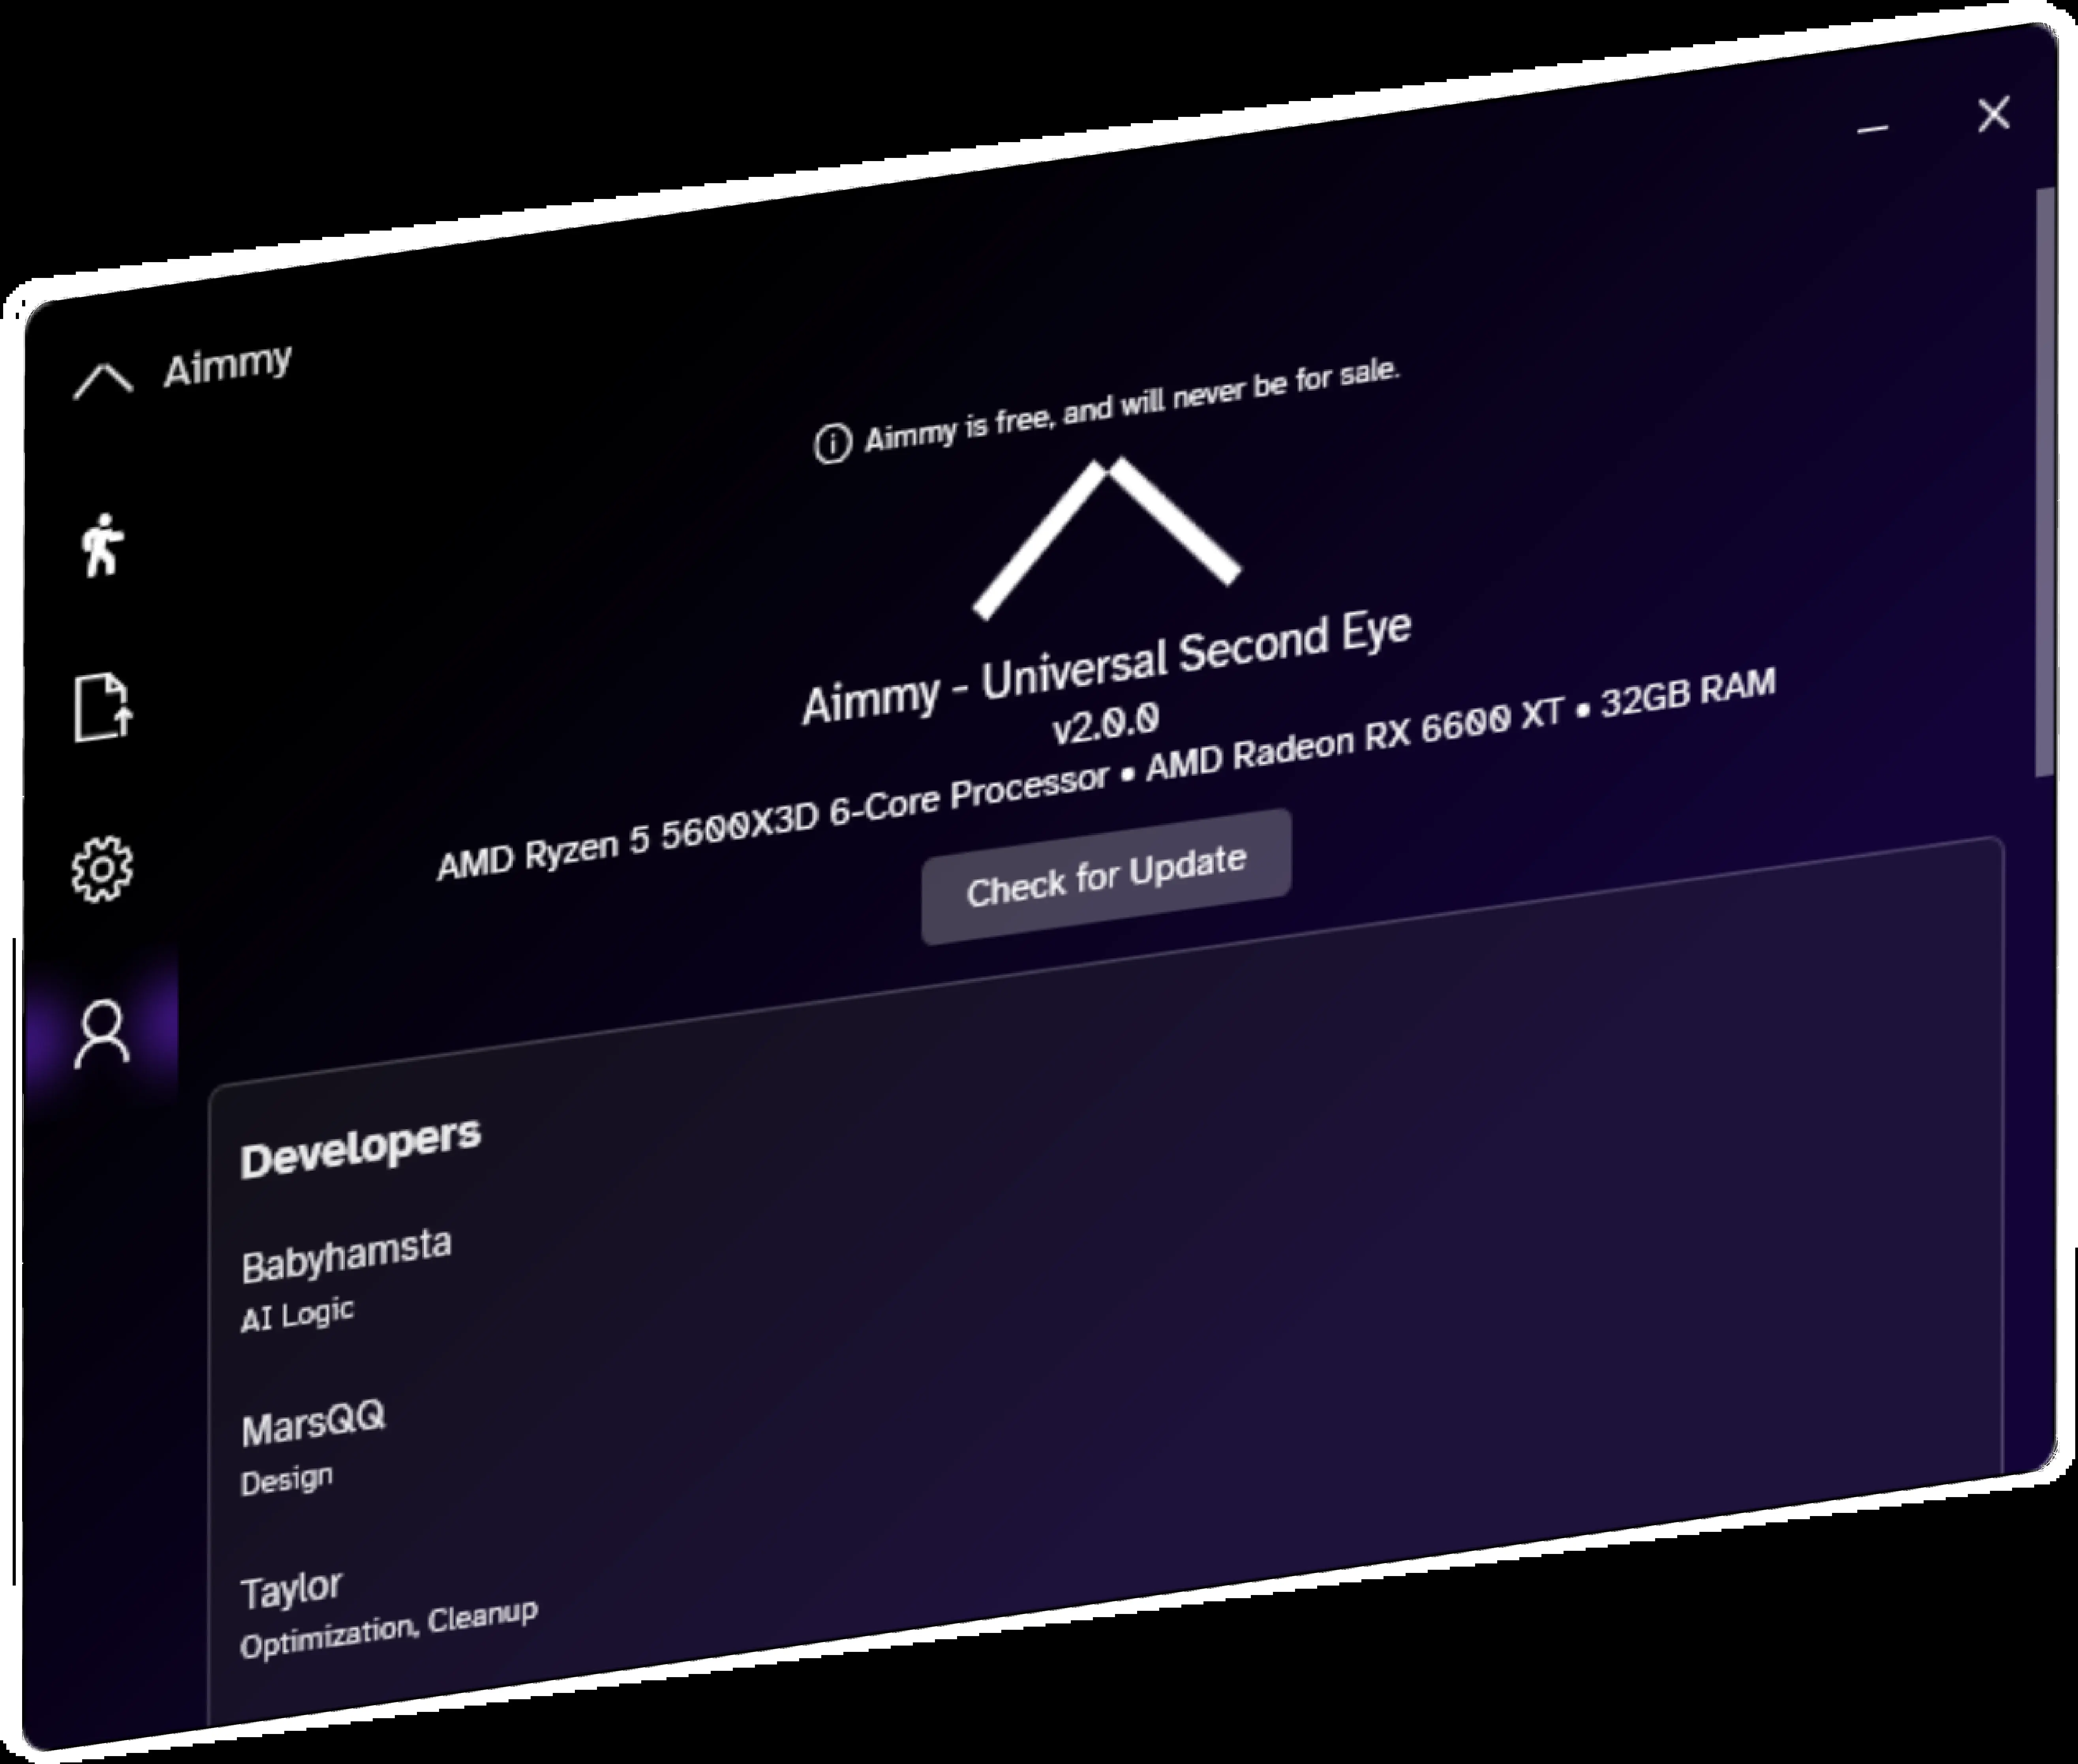 Aimmy
Aimmy is free, and will never be for sale.
Aimmy - Universal Second Eye
v2.0.0
AMD Ryzen 5 5600X3D 6-Core Processor • AMD Radeon RX 6600 XT • 32GB RAM
Check for Update
Developers
Babyhamsta
AI Logic
MarsQQ
Design
Taylor
Optimization, Cleanup